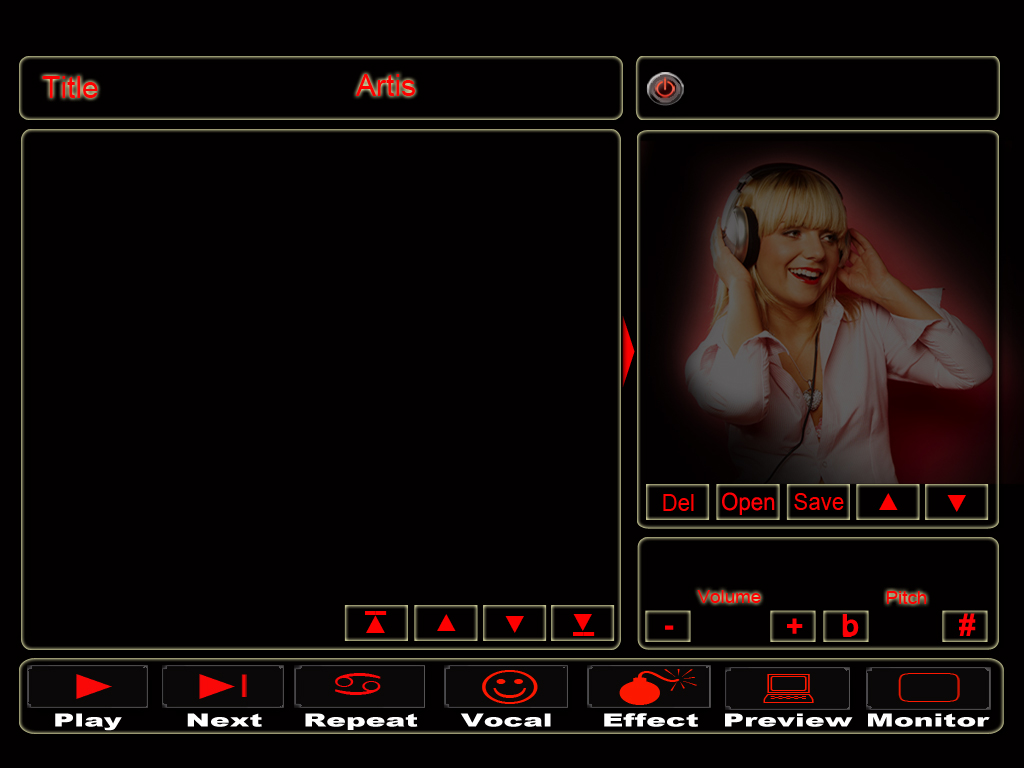 Title Artis
Del Open Save
Volume Pitch
- + b #
Play Next Repeat Vocal Effect Preview Monitor